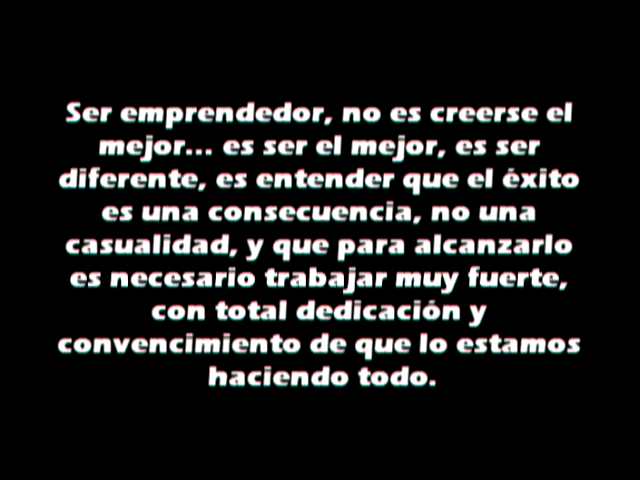 Ser emprendedor, no es creerse el
mejor... es ser el mejor, es ser
diferente, es entender que el éxito
es una consecuencia, no una
casualidad, y que para alcanzarlo
es necesario trabajar muy fuerte,
con total dedicación y
convencimiento de que lo estamos
haciendo todo.